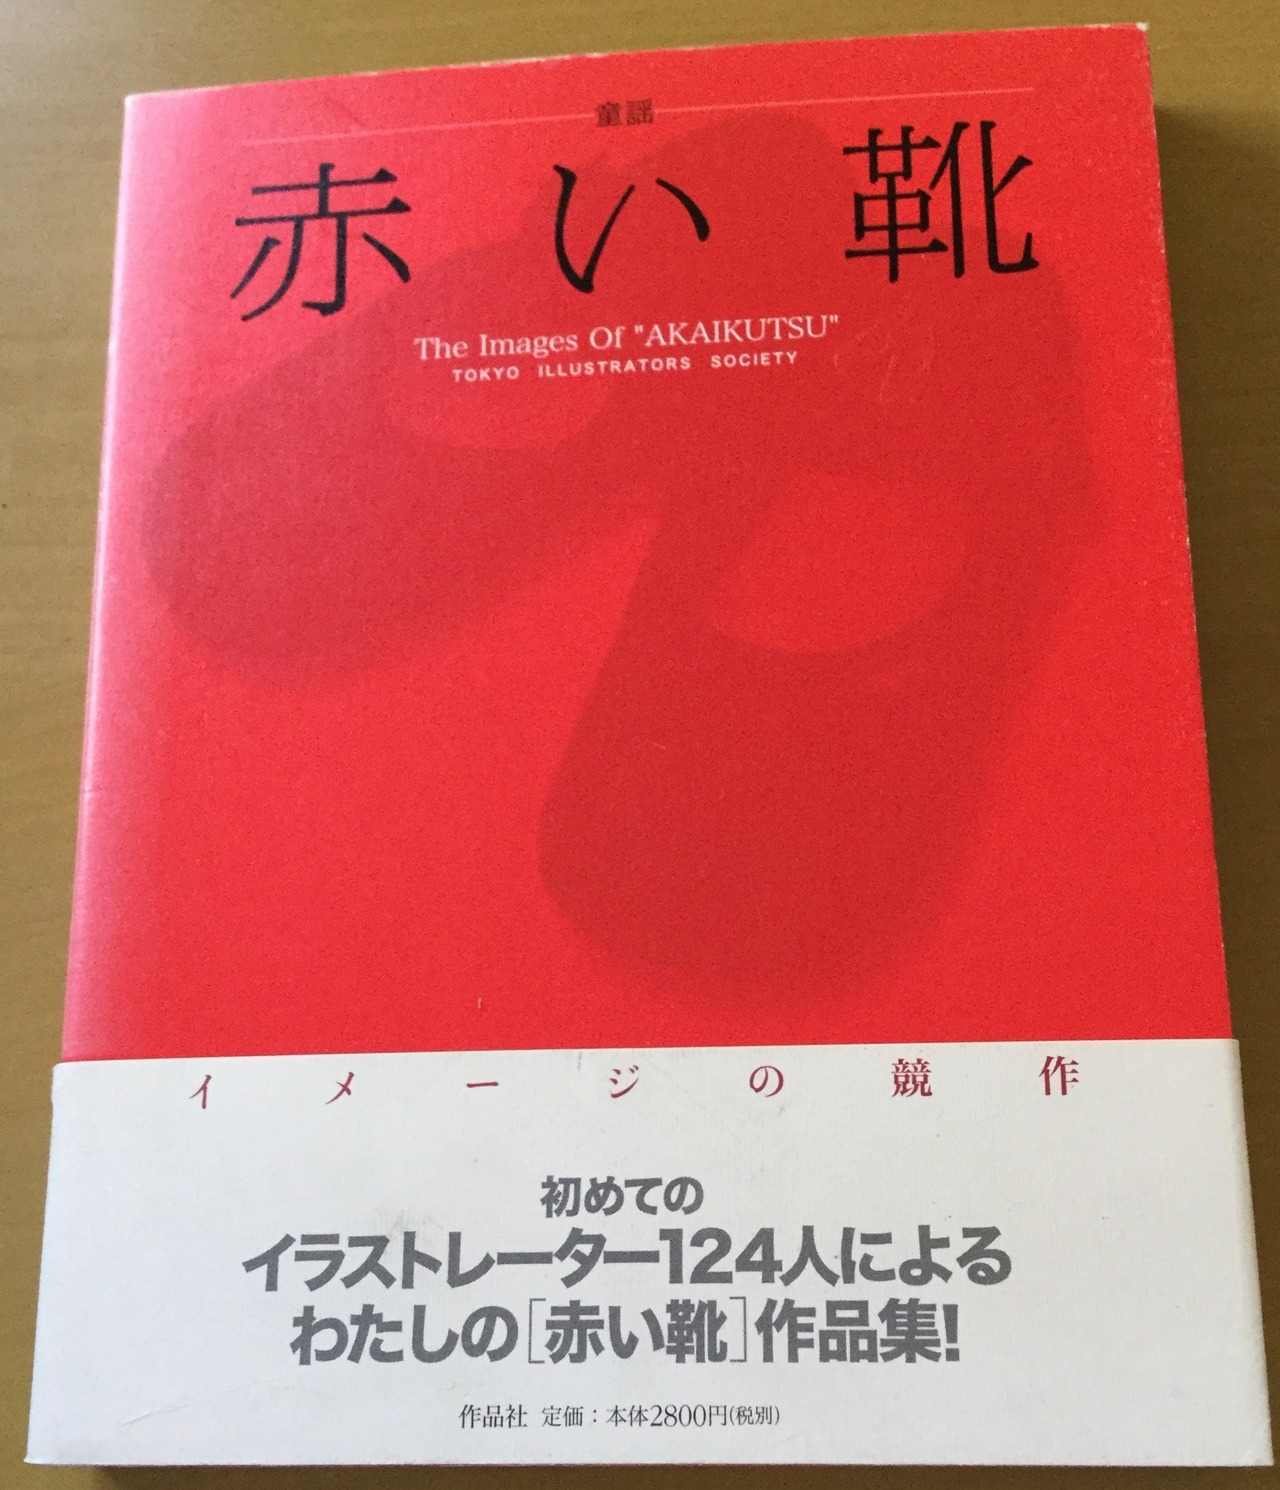 童謡
赤い靴
The Images Of "AKAIKUTSU"
TOKYO ILLUSTRATORS SOCIETY
イメージの競作
初めての
イラストレーター124人による
わたしの[赤い靴]作品集!
作品社 定価:本体2800円(税別)